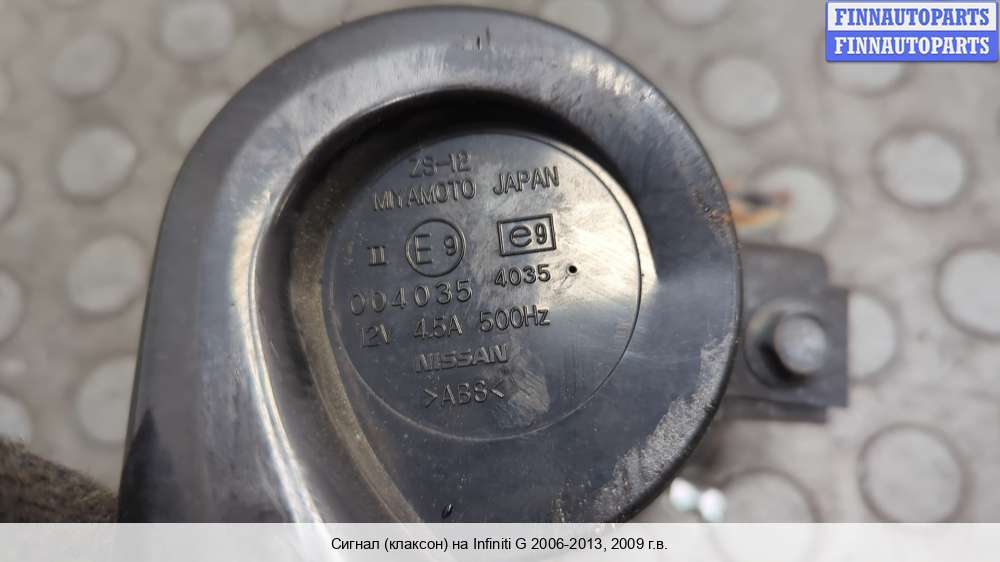 FINNAUTOPARTS
FINNAUTOPARTS
ZS-12
MIYAMOTO JAPAN
II E9 e9
004035 4035
12V 4.5A 500Hz
NISSAN
>ABS<
Сигнал (клаксон) на Infiniti G 2006-2013, 2009 г.в.